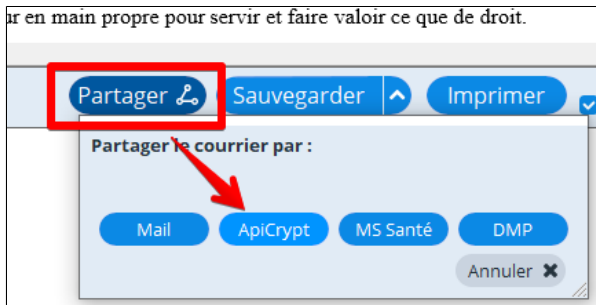 ur en main propre pour servir et faire valoir ce que de droit.
Partager Sauvegarder Imprimer
Partager le courrier par :
Mail ApiCrypt MS Santé DMP
Annuler